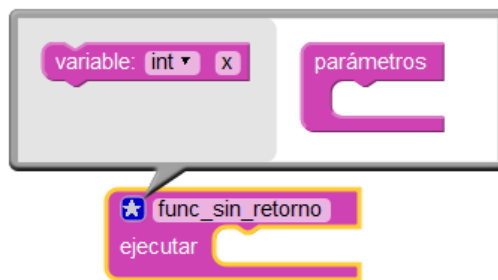 variable: int x
parámetros
func_sin_retorno
ejecutar